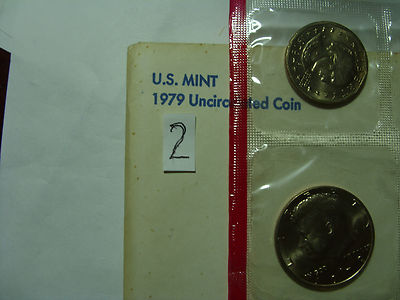 U.S. MINT
1979 Uncirculated Coin
2